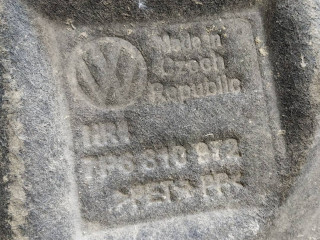 Made in
Czech
Republic
HRI
7P6 810 972
>PET+PP<